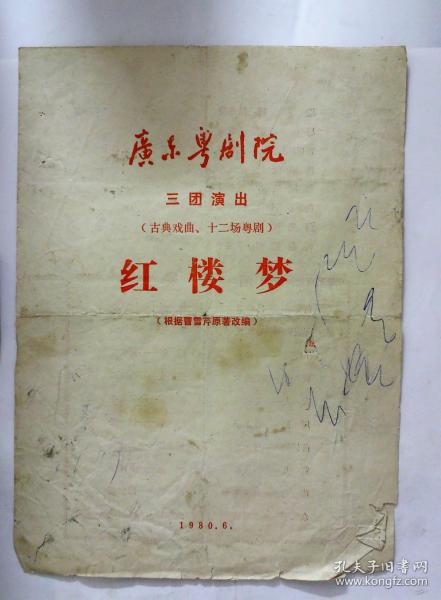 廣东粤剧院
三团演出
（古典戏曲、十二场粤剧）
红楼梦
（根据曹雪芹原著改编）
1980.6.
孔夫子旧书网
www.kongfz.com